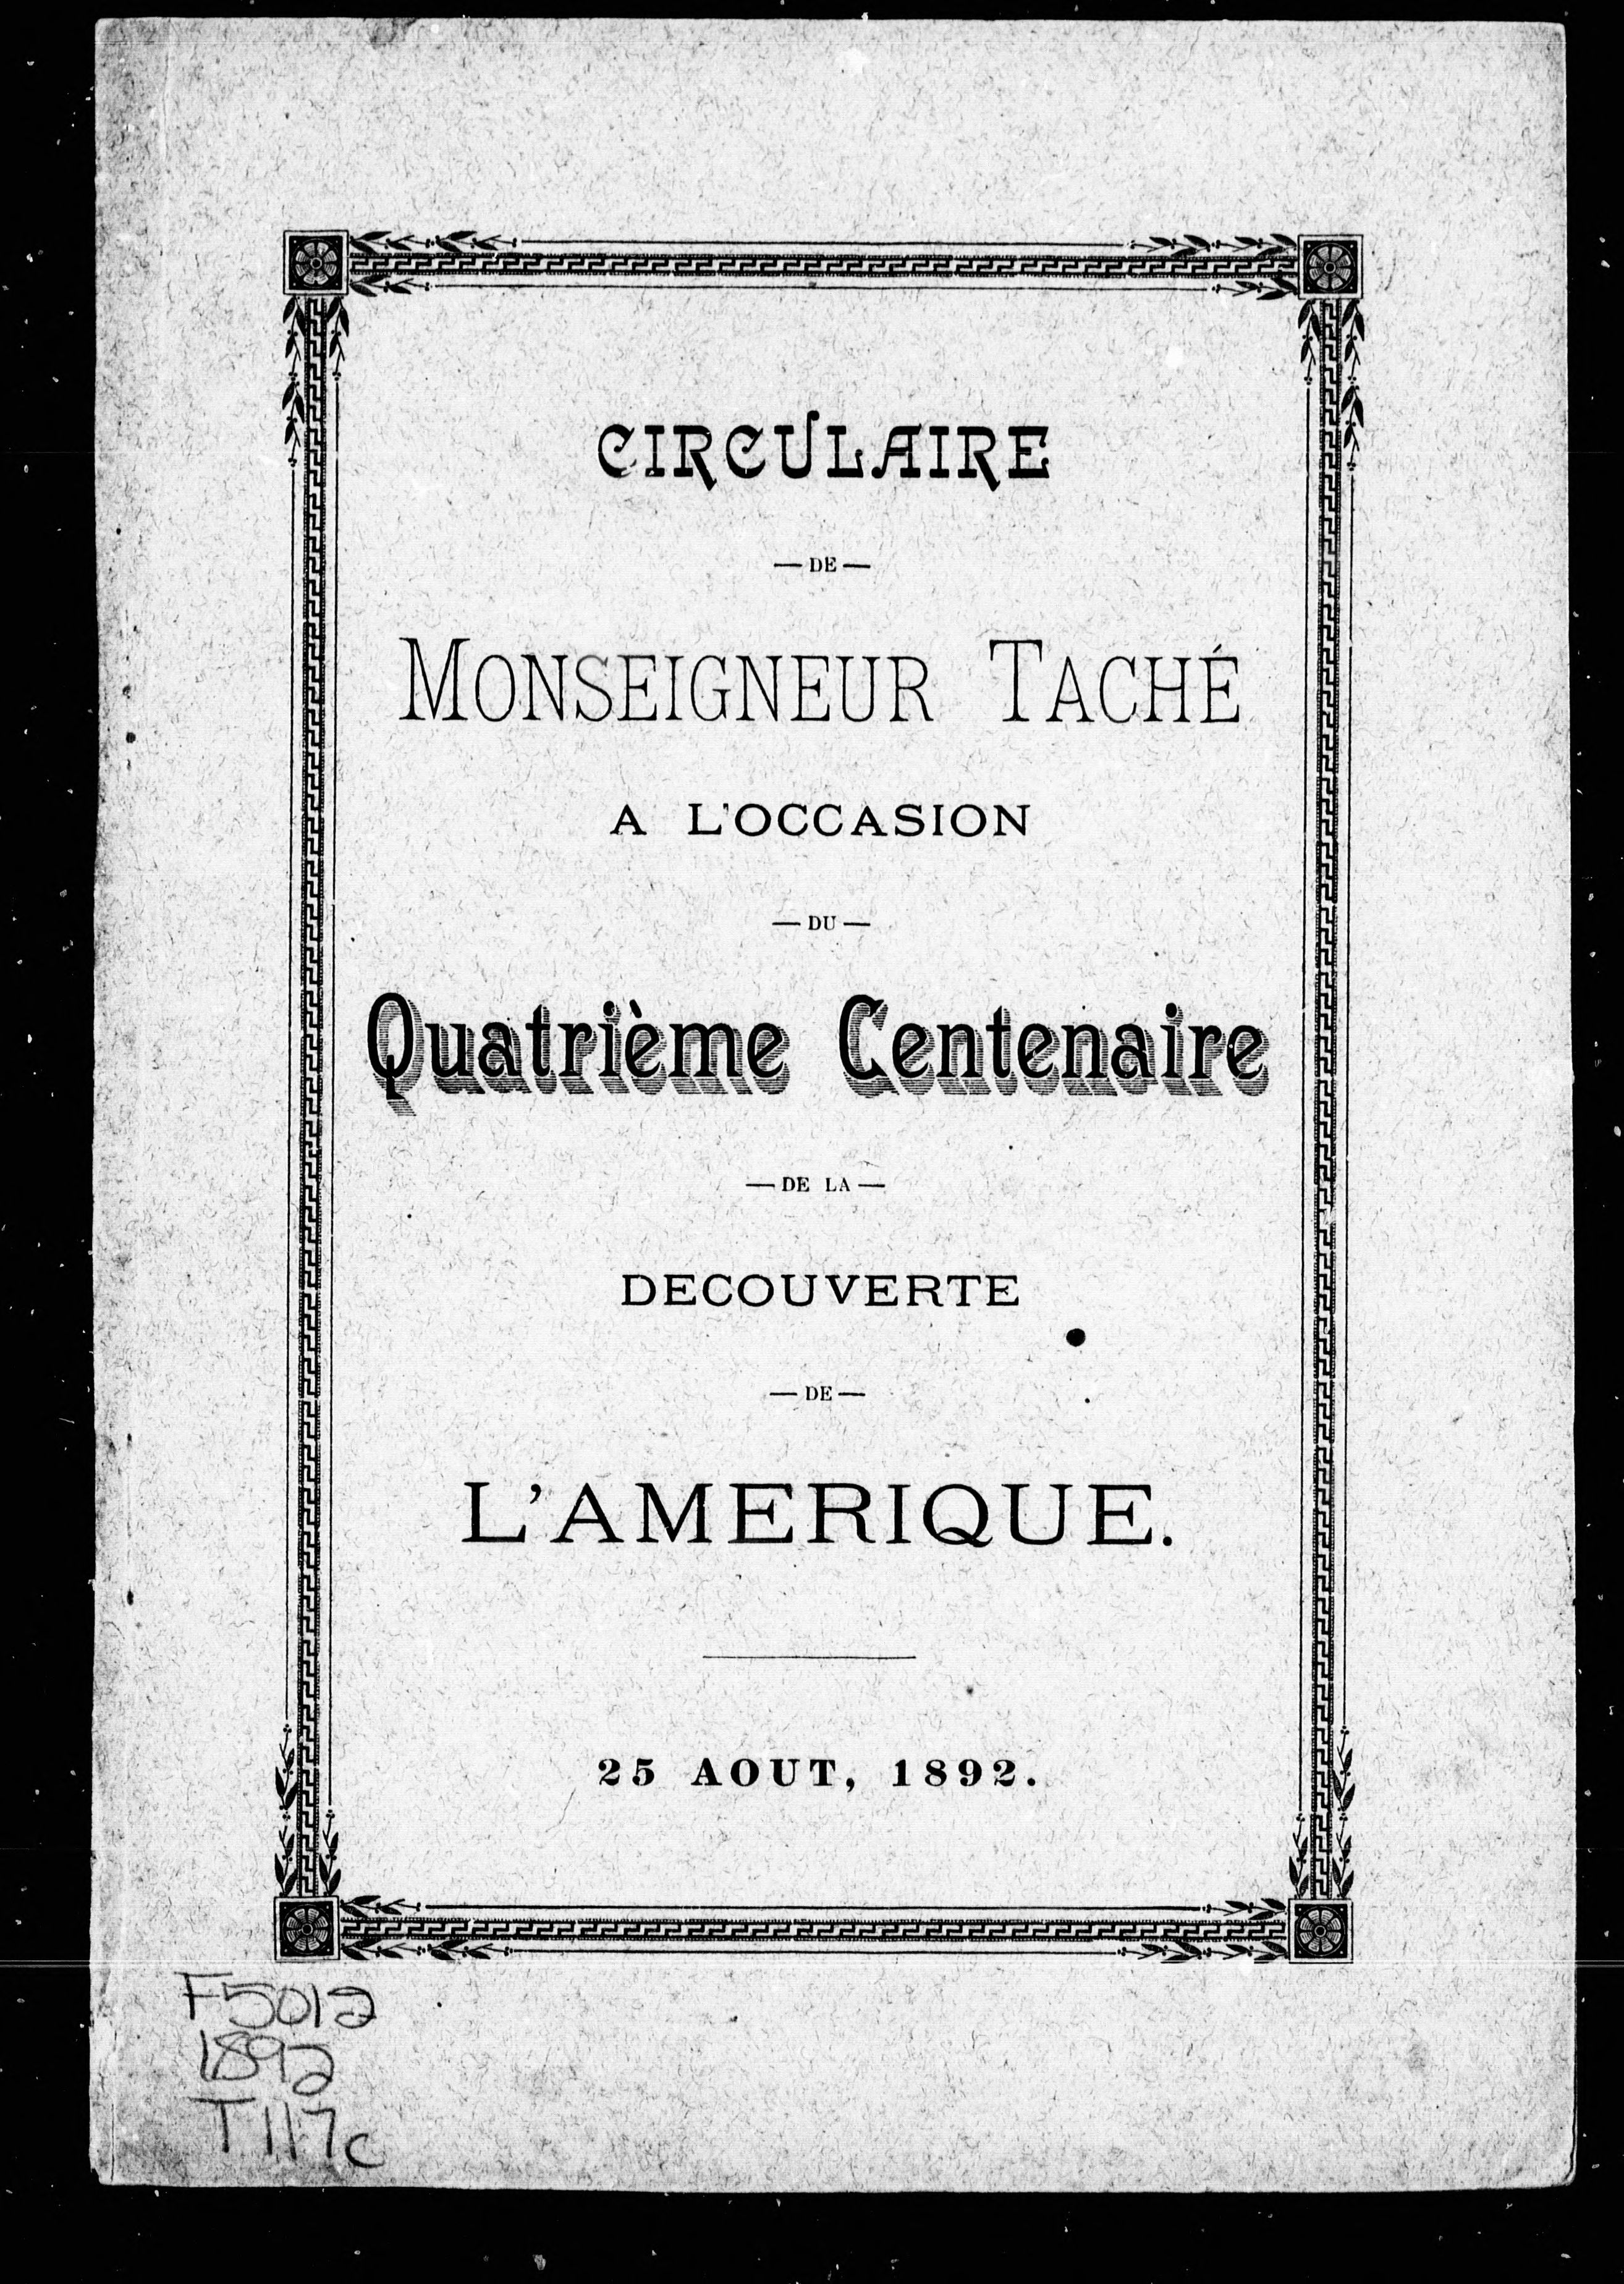 CIRCULAIRE
— DE —
MONSEIGNEUR TACHÉ
A L'OCCASION
— DU —
Quatrième Centenaire
— DE LA —
DECOUVERTE
— DE —
L'AMERIQUE.
25 AOUT, 1892.
F5012
1892
T117c